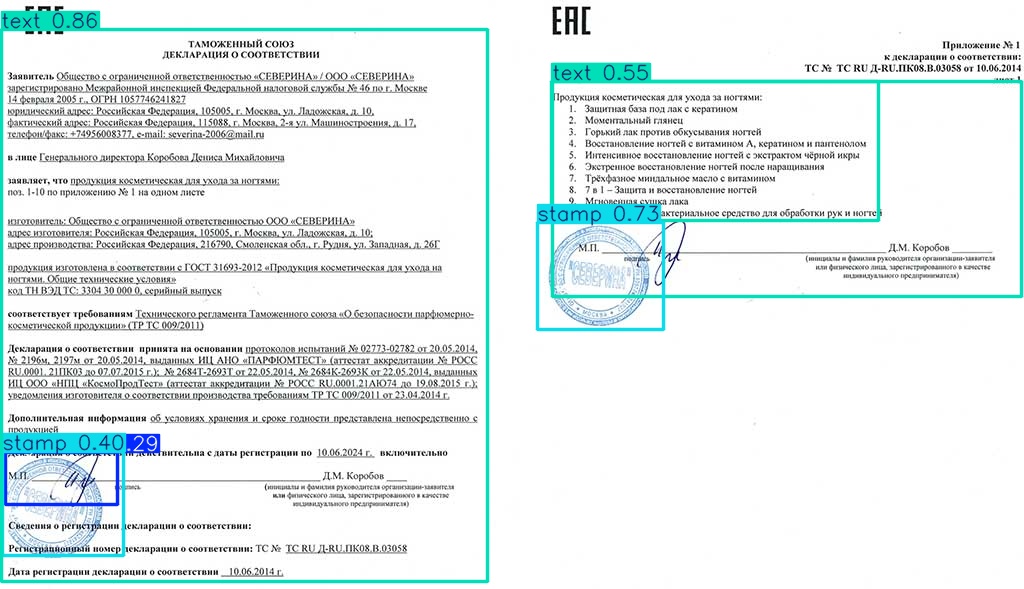 text 0.86
ТАМОЖЕННЫЙ СОЮЗ
ДЕКЛАРАЦИЯ О СООТВЕТСТВИИ
Заявитель Общество с ограниченной ответственностью «СЕВЕРИНА» / ООО «СЕВЕРИНА»
зарегистрировано Межрайонной инспекцией Федеральной налоговой службы № 46 по г. Москве
14 февраля 2005 г., ОГРН 1057746241827
юридический адрес: Российская Федерация, 105005, г. Москва, ул. Ладожская, д. 10,
фактический адрес: Российская Федерация, 115088, г. Москва, 2-я ул. Машиностроения, д. 17,
телефон/факс: +74956008377, e-mail: severina-2006@mail.ru
в лице Генерального директора Коробова Дениса Михайловича
заявляет, что продукция косметическая для ухода за ногтями:
поз. 1-10 по приложению № 1 на одном листе
изготовитель: Общество с ограниченной ответственностью ООО «СЕВЕРИНА»
адрес изготовителя: Российская Федерация, 105005, г. Москва, ул. Ладожская, д. 10;
адрес производства: Российская Федерация, 216790, Смоленская обл., г. Рудня, ул. Западная, д. 26Г
продукция изготовлена в соответствии с ГОСТ 31693-2012 «Продукция косметическая для ухода за
ногтями. Общие технические условия»
код ТН ВЭД ТС: 3304 30 000 0, серийный выпуск
соответствует требованиям Технического регламента Таможенного союза «О безопасности парфюмерно-
косметической продукции» (ТР ТС 009/2011)
Декларация о соответствии принята на основании протоколов испытаний № 02773-02782 от 20.05.2014,
№ 2196м, 2197м от 20.05.2014, выданных ИЦ АНО «ПАРФЮМТЕСТ» (аттестат аккредитации № РОСС
RU.0001. 21ПК03 до 07.07.2015 г.); № 2684Т-2693Т от 22.05.2014, № 2684К-2693К от 22.05.2014, выданных
ИЦ ООО «НПЦ «КосмоПродТест» (аттестат аккредитации № РОСС RU.0001.21АЮ74 до 19.08.2015 г.);
уведомления изготовителя о соответствии производства требованиям ТР ТС 009/2011 от 23.04.2014 г.
Дополнительная информация об условиях хранения и сроке годности представлена непосредственно с
продукцией
stamp 0.40 .29
действительна с даты регистрации по 10.06.2024 г. включительно
М.П. Д.М. Коробов
подпись (инициалы и фамилия руководителя организации-заявителя
или физического лица, зарегистрированного в качестве
индивидуального предпринимателя)
"СЕВЕРИНА"
Сведения о регистрации декларации о соответствии:
Регистрационный номер декларации о соответствии: ТС № ТС RU Д-RU.ПК08.В.03058
Дата регистрации декларации о соответствии 10.06.2014 г.
ЕАС
Приложение № 1
к декларации о соответствии:
ТС № ТС RU Д-RU.ПК08.В.03058 от 10.06.2014
лист 1
text 0.55
Продукция косметическая для ухода за ногтями:
1. Защитная база под лак с кератином
2. Моментальный глянец
3. Горький лак против обкусывания ногтей
4. Восстановление ногтей с витамином А, кератином и пантенолом
5. Интенсивное восстановление ногтей с экстрактом чёрной икры
6. Экстренное восстановление ногтей после наращивания
7. Трёхфазное миндальное масло с витамином
8. 7 в 1 – Защита и восстановление ногтей
9. Мгновенная сушка лака
stamp 0.73
средство для обработки рук и ногтей
М.П. Д.М. Коробов
подпись (инициалы и фамилия руководителя организации-заявителя
или физического лица, зарегистрированного в качестве
индивидуального предпринимателя)
"СЕВЕРИНА"
МОСКВА